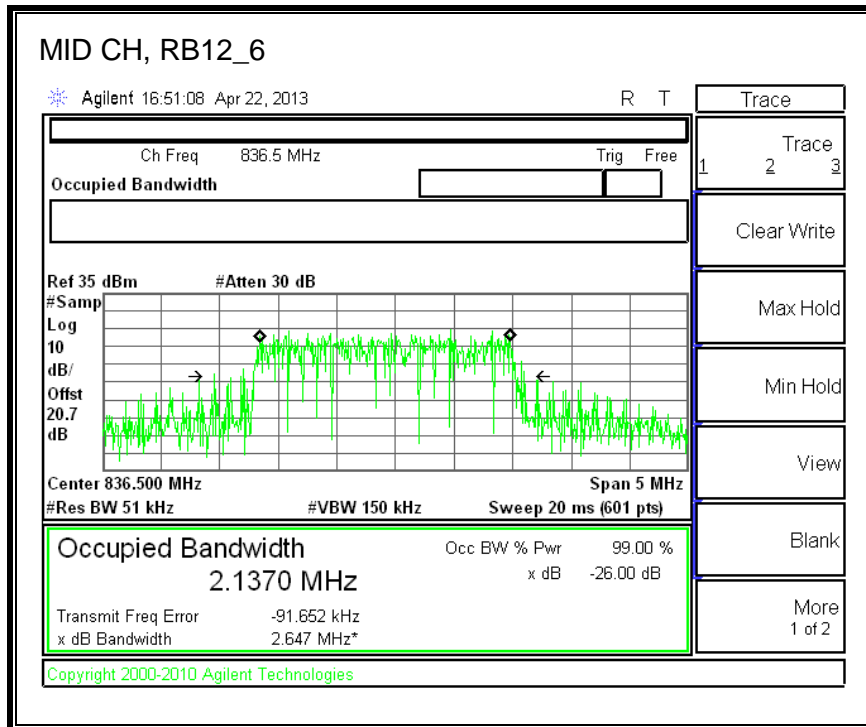 MID CH, RB12_6
Agilent 16:51:08 Apr 22, 2013 R T Trace
Ch Freq 836.5 MHz Trig Free
Occupied Bandwidth
Trace
1 2 3
Clear Write
Max Hold
Min Hold
View
Blank
More
1 of 2
Ref 35 dBm #Atten 30 dB
#Samp
Log
10
dB/
Offst
20.7
dB
Center 836.500 MHz Span 5 MHz
#Res BW 51 kHz #VBW 150 kHz Sweep 20 ms (601 pts)
Occupied Bandwidth Occ BW % Pwr 99.00 %
2.1370 MHz x dB -26.00 dB
Transmit Freq Error -91.652 kHz
x dB Bandwidth 2.647 MHz*
Copyright 2000-2010 Agilent Technologies